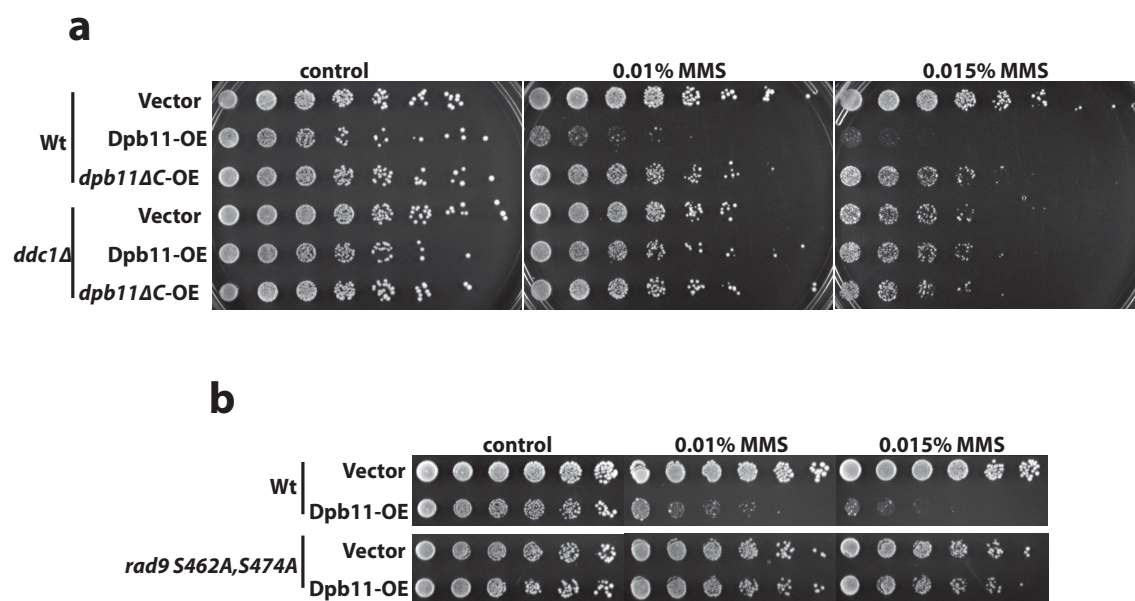 a
control 0.01% MMS 0.015% MMS
Wt
Vector
Dpb11-OE
dpb11ΔC-OE
ddc1Δ
Vector
Dpb11-OE
dpb11ΔC-OE
b
control 0.01% MMS 0.015% MMS
Wt
Vector
Dpb11-OE
rad9 S462A,S474A
Vector
Dpb11-OE